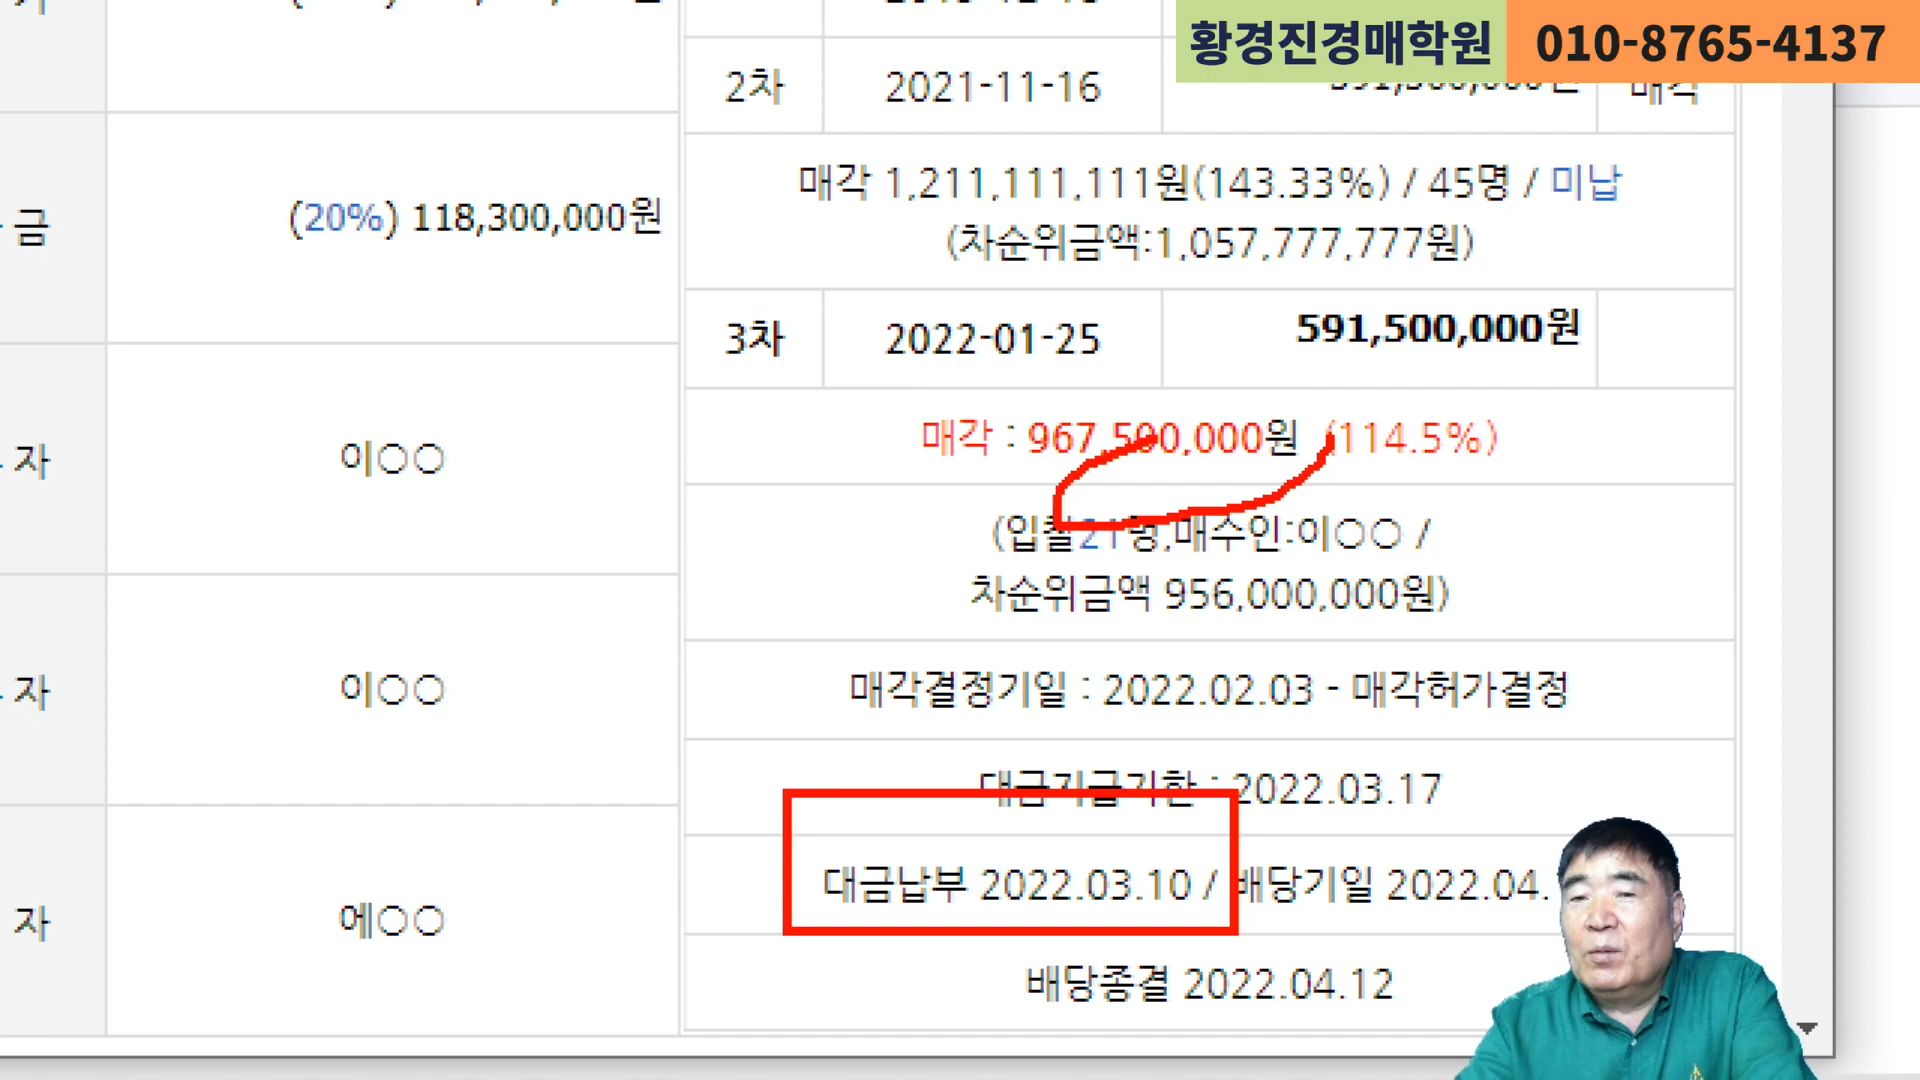 황경진경매학원 010-8765-4137
2차 2021-11-16 매각
매각 1,211,111,111원(143.33%) / 45명 / 미납
(20%) 118,300,000원
금
(차순위금액:1,057,777,777원)
3차 2022-01-25 591,500,000원
매각 : 967,500,000원 (114.5%)
자 이○○
(입찰21명,매수인:이○○ /
차순위금액 956,000,000원)
자 이○○
매각결정기일 : 2022.02.03 - 매각허가결정
대금지급기한 : 2022.03.17
대금납부 2022.03.10 / 배당기일 2022.04.
자 에○○
배당종결 2022.04.12